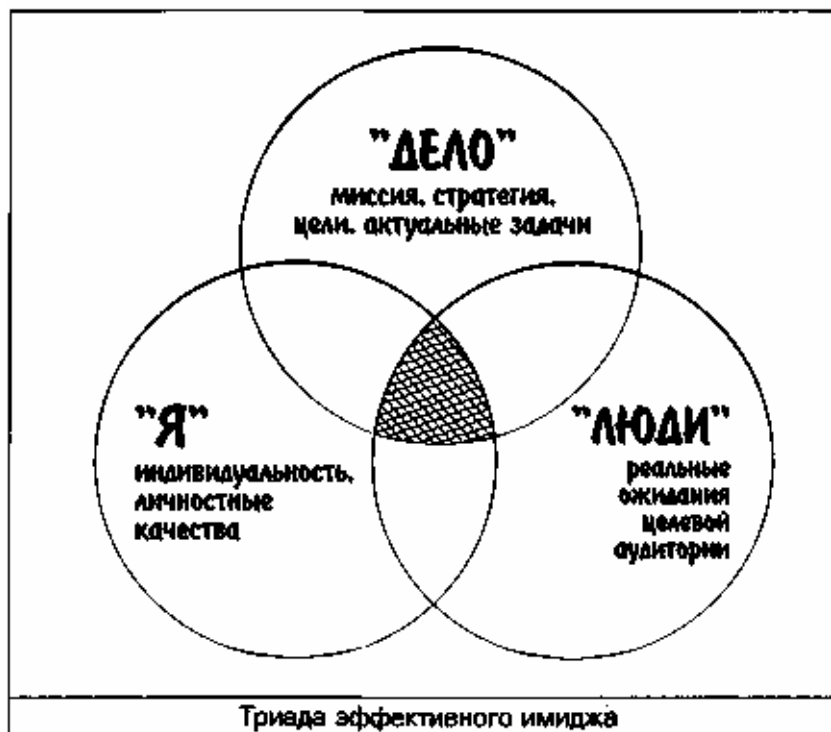 "ДЕЛО"
миссия, стратегия,
цели, актуальные задачи
"Я"
индивидуальность,
личностные
качества
"ЛЮДИ"
реальные
ожидания
целевой
аудитории
Триада эффективного имиджа